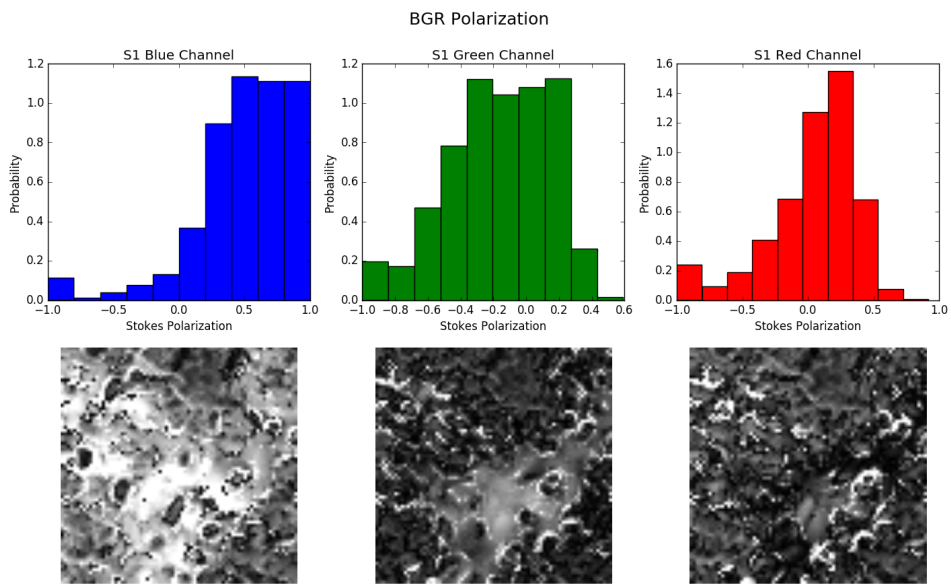 BGR Polarization
S1 Blue Channel
S1 Green Channel
S1 Red Channel
Probability
1.2
1.0
0.8
0.6
0.4
0.2
0.0
−1.0 −0.5 0.0 0.5 1.0
Stokes Polarization
Probability
1.2
1.0
0.8
0.6
0.4
0.2
0.0
−1.0 −0.8 −0.6 −0.4 −0.2 0.0 0.2 0.4 0.6
Stokes Polarization
Probability
1.6
1.4
1.2
1.0
0.8
0.6
0.4
0.2
0.0
−1.0 −0.5 0.0 0.5 1.0
Stokes Polarization